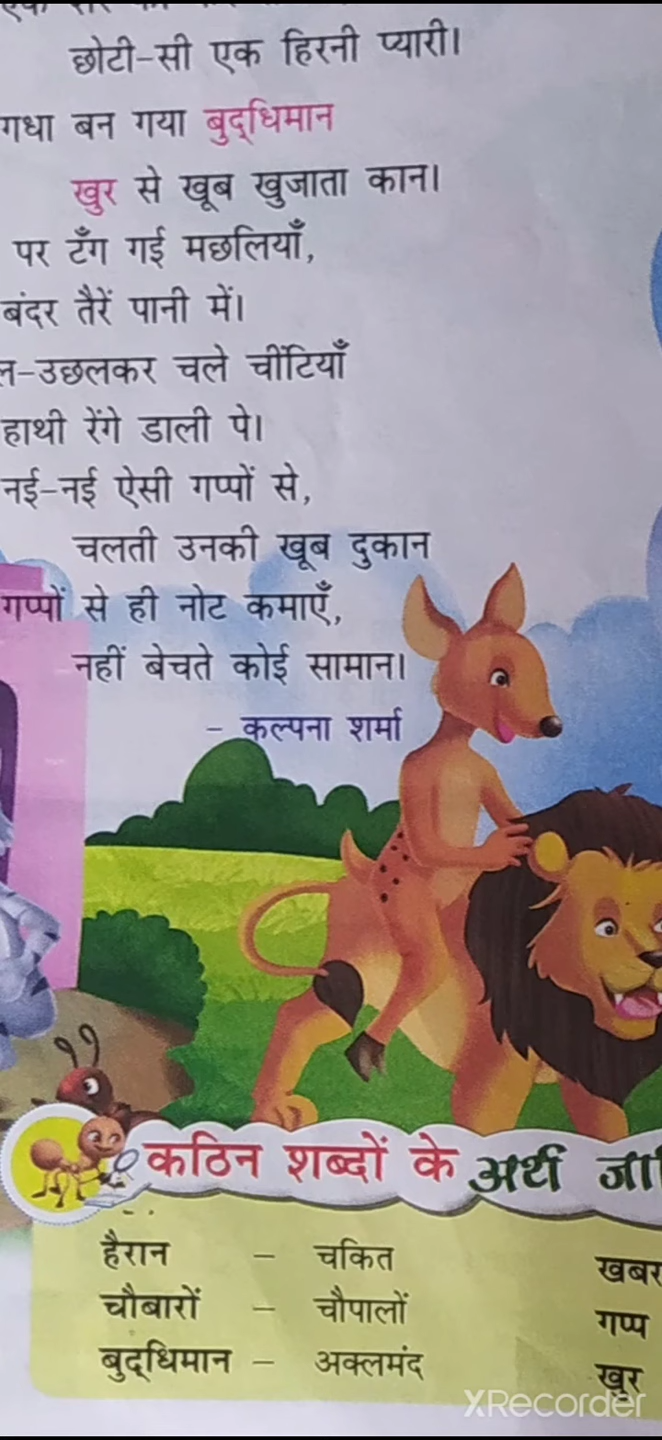 छोटी-सी एक हिरनी प्यारी।
गधा बन गया बुद्धिमान
खुर से खूब खुजाता कान।
पर टँग गई मछलियाँ,
बंदर तैरें पानी में।
-उछलकर चले चींटियाँ
हाथी रेंगे डाली पे।
नई-नई ऐसी गप्पों से,
चलती उनकी खूब दुकान
गप्पों से ही नोट कमाएँ,
नहीं बेचते कोई सामान।
- कल्पना शर्मा
कठिन शब्दों के अर्थ
हैरान - चकित खबर
चौबारों - चौपालों गप्प
बुद्धिमान - अक्लमंद खुर
XRecorder